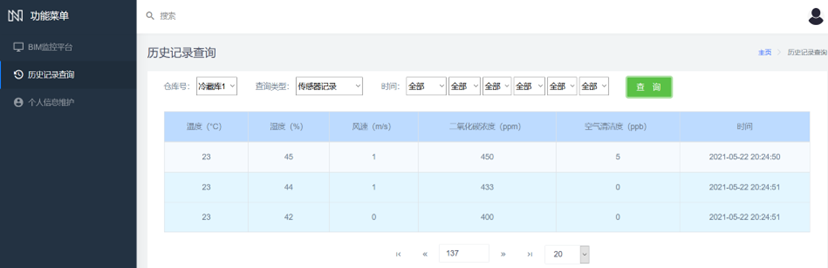 功能菜单
搜索
BIM监控平台
历史记录查询
个人信息维护
历史记录查询
主页 > 历史记录查询
仓库号: 冷藏库1 查询类型: 传感器记录 时间: 全部 全部 全部 全部 全部 全部 查 询
温度（°C） 湿度（%） 风速（m/s） 二氧化碳浓度（ppm） 空气清洁度（ppb） 时间
23 45 1 450 5 2021-05-22 20:24:50
23 44 1 433 0 2021-05-22 20:24:51
23 42 0 400 0 2021-05-22 20:24:51
« 137 » 20